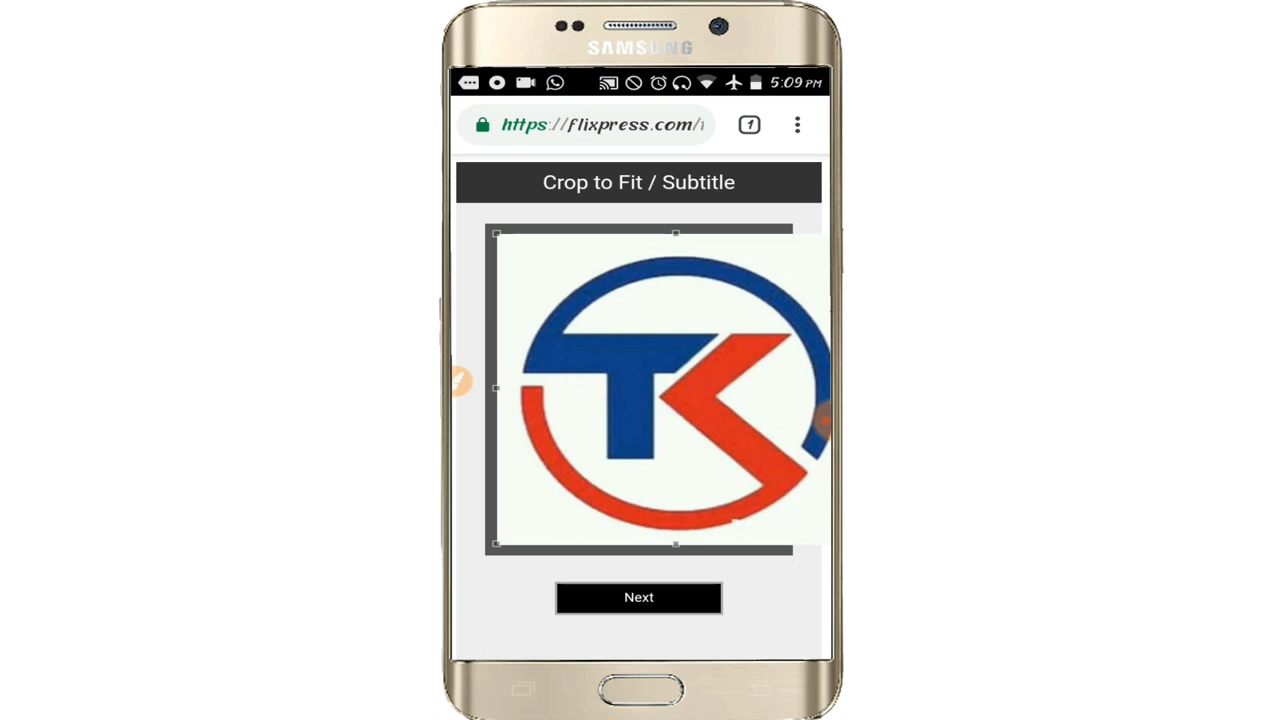 SAMSUNG
5:09 PM
https://flixpress.com/
1
Crop to Fit / Subtitle
TK
Next